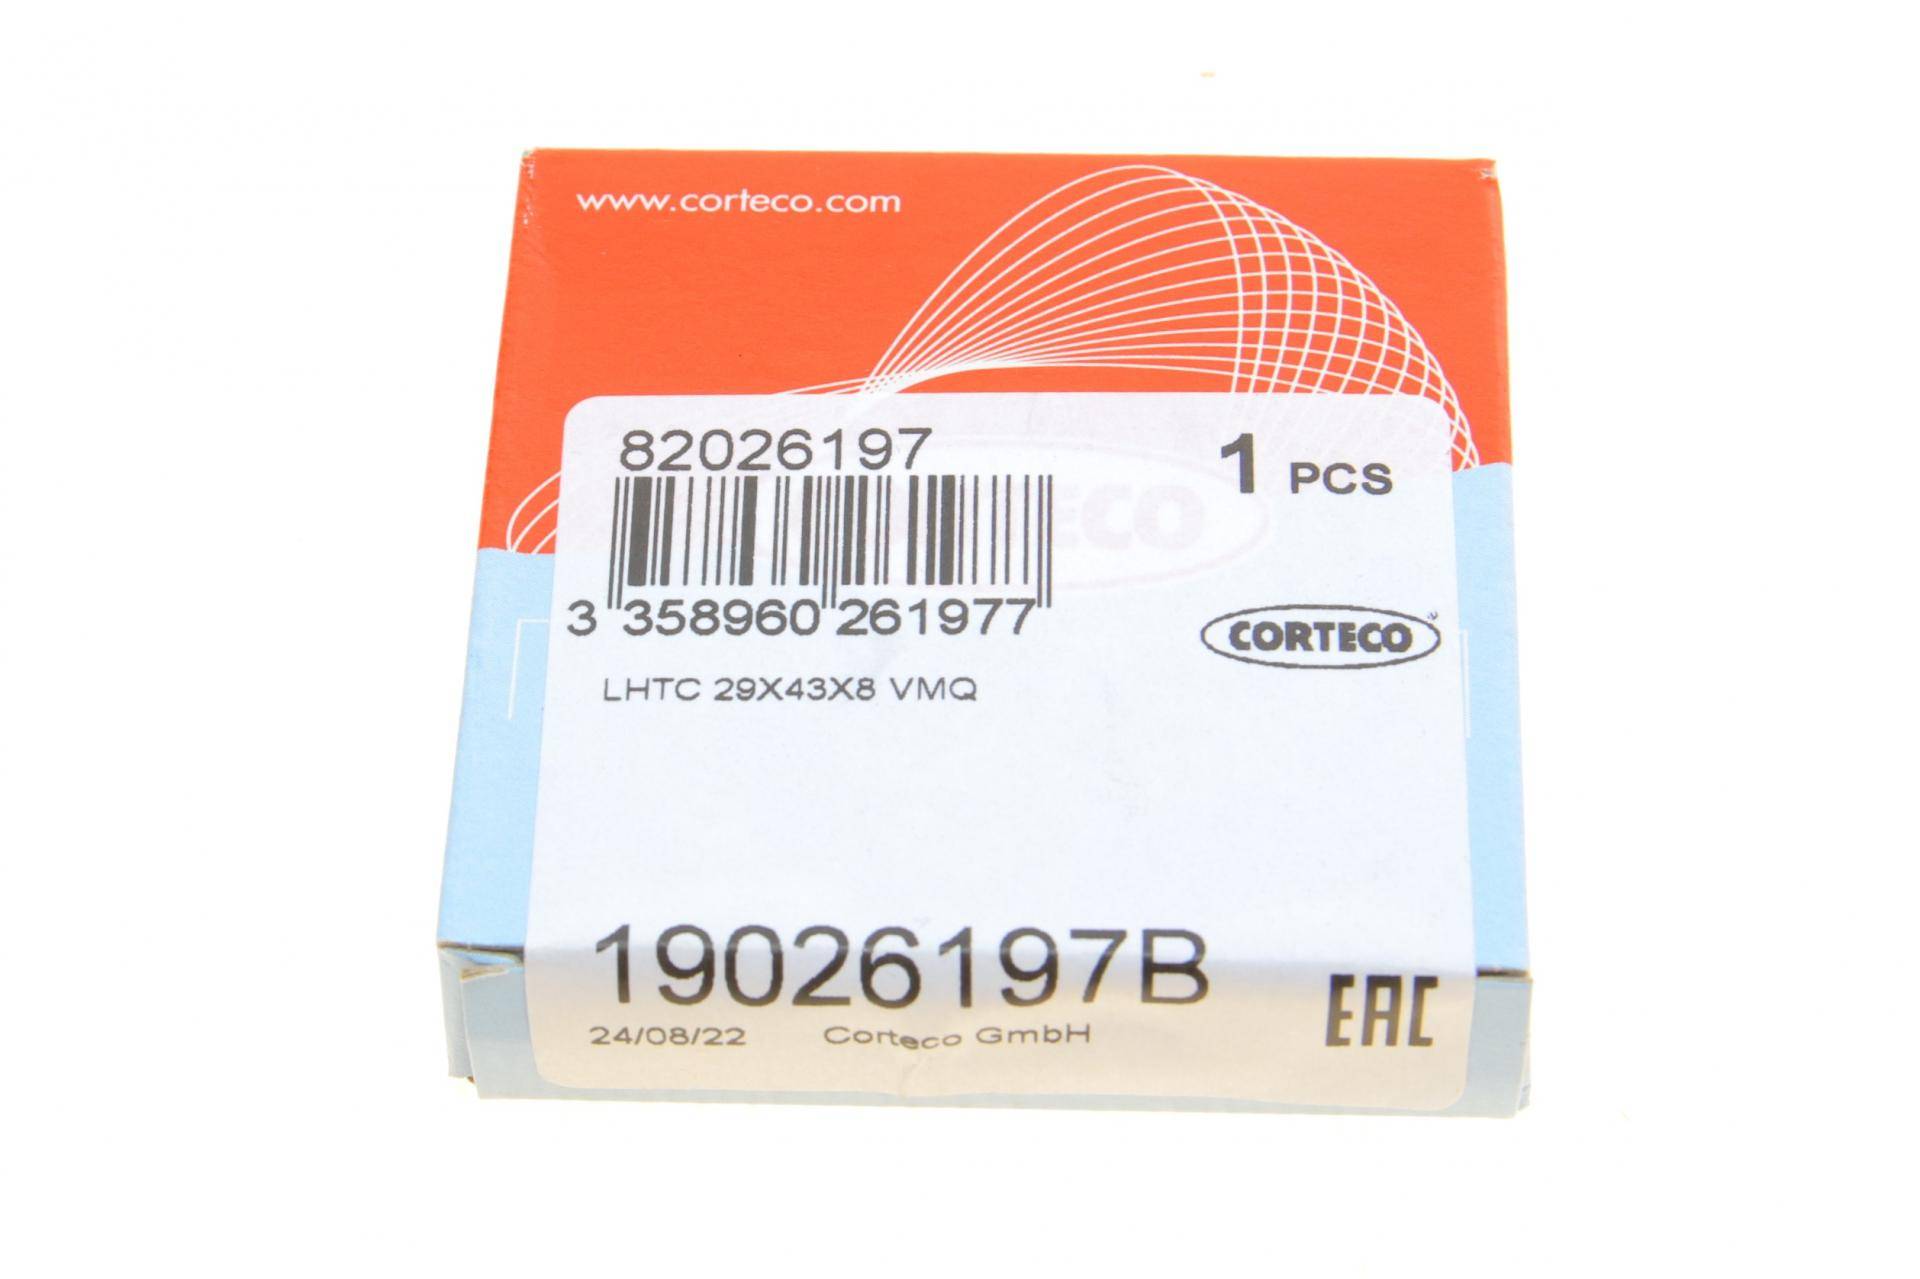 www.corteco.com
82026197
1 PCS
3 358960 261977
CORTECO
LHTC 29X43X8 VMQ
19026197B
EAC
24/08/22 Corteco GmbH